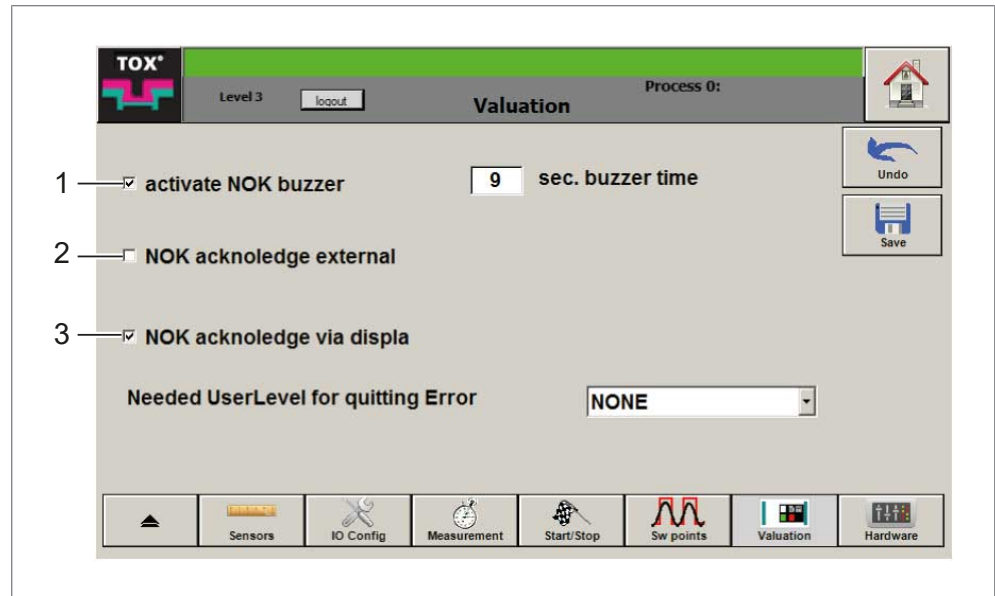 TOX®
Level 3 logout Valuation Process 0:
1 activate NOK buzzer 9 sec. buzzer time
Undo
Save
2 NOK acknoledge external
3 NOK acknoledge via displa
Needed UserLevel for quitting Error NONE
Sensors IO Config Measurement Start/Stop Sw points Valuation Hardware